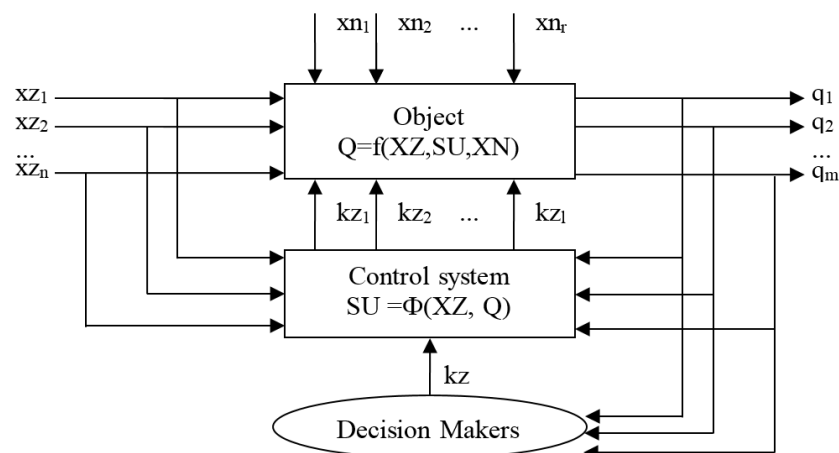 xn₁ xn₂ ... xnᵣ
xz₁
xz₂
...
xzₙ
Object
Q=f(XZ,SU,XN)
q₁
q₂
...
qₘ
kz₁ kz₂ ... kzₗ
Control system
SU =Φ(XZ, Q)
kz
Decision Makers